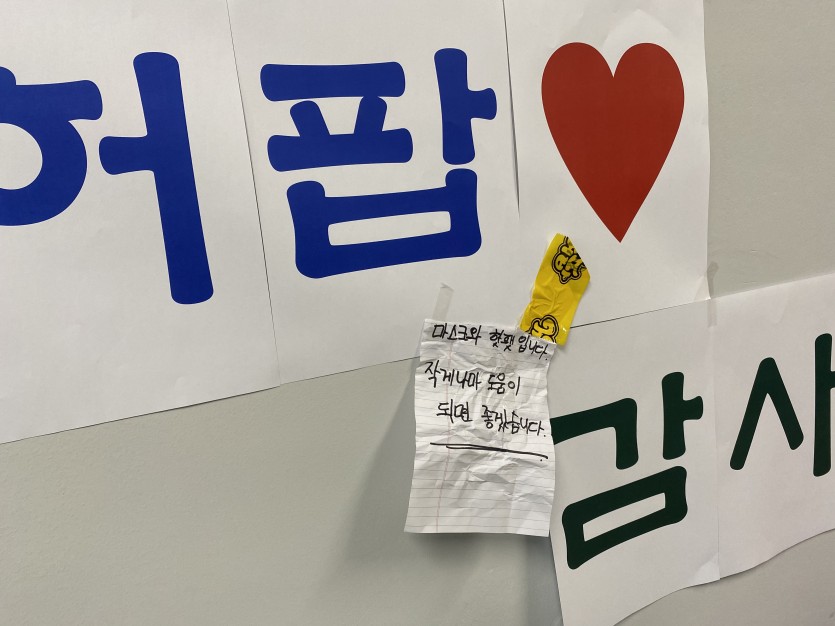 허팝
마스크와 핫팻 입니다.
작게나마 도움이
되면 좋겠습니다.
감사